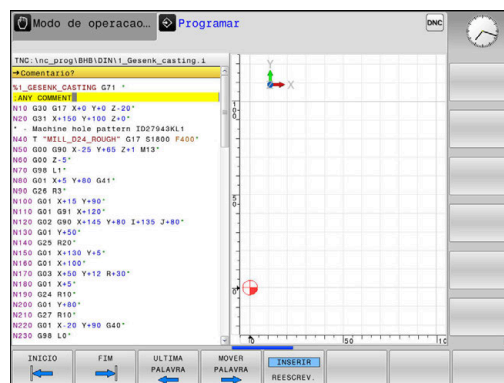 Modo de operacao... Programar DNC
TNC:\nc_prog\BHB\DIN\1_Gesenk_casting.i
→Comentario?
%1_GESENK_CASTING G71 *
;ANY COMMENT
N10 G30 G17 X+0 Y+0 Z-20*
N20 G31 X+150 Y+100 Z+0*
* - Machine hole pattern ID27943KL1
N40 T "MILL_D24_ROUGH" G17 S1800 F400*
N50 G00 G90 X-25 Y+65 Z+1 M13*
N60 G00 Z-5*
N70 G98 L1*
N80 G01 X+5 Y+80 G41*
N90 G26 R3*
N100 G01 X+15 Y+90*
N110 G01 G91 X+120*
N120 G02 G90 X+145 Y+80 I+135 J+80*
N130 G01 Y+50*
N140 G25 R20*
N150 G01 X+130 Y+5*
N160 G01 X+100*
N170 G03 X+50 Y+12 R+30*
N180 G01 X+5*
N190 G24 R10*
N200 G01 Y+80*
N210 G27 R10*
N220 G01 X-20 Y+90 G40*
N230 G98 L0*
Y
X
100
50
0
0 50 10
INICIO FIM ULTIMA PALAVRA MOVER PALAVRA INSERIR REESCREV.